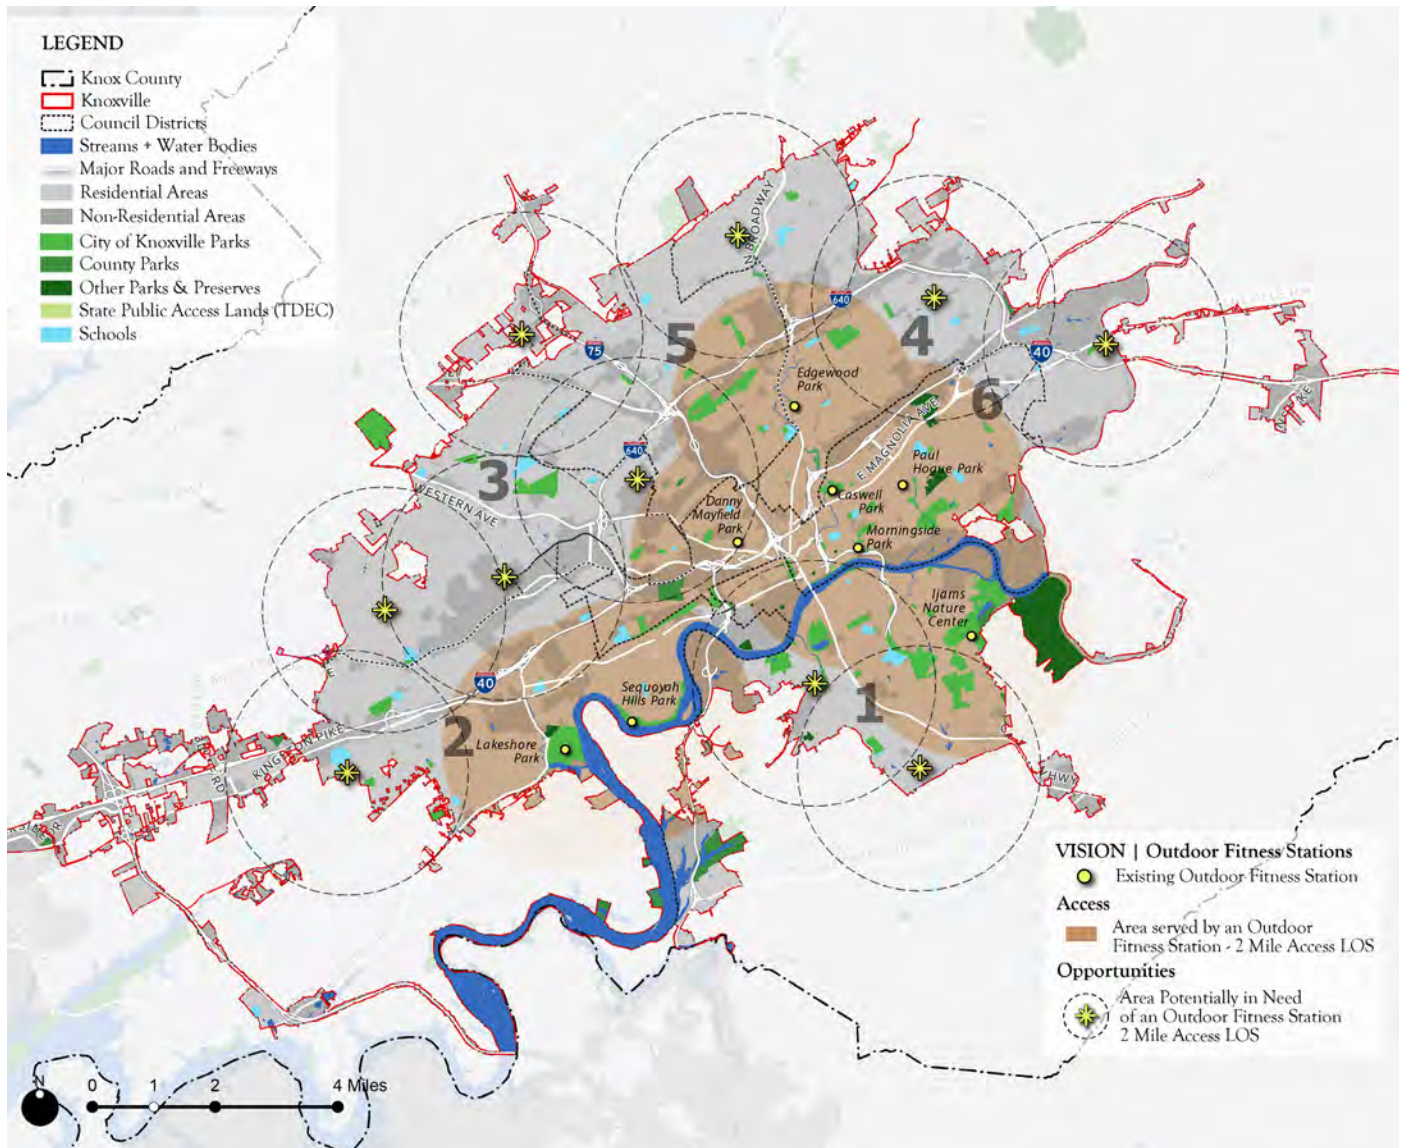 LEGEND
Knox County
Knoxville
Council Districts
Streams + Water Bodies
Major Roads and Freeways
Residential Areas
Non-Residential Areas
City of Knoxville Parks
County Parks
Other Parks & Preserves
State Public Access Lands (TDEC)
Schools
N BROADWAY
640
75
5
4
40
Edgewood
Park
6
E MAGNOLIA AVE
640
3
WESTERN AVE
Paul
Hogue Park
Danny
Mayfield
Park
Caswell
Park
Morningside
Park
Ijams
Nature
Center
40
Sequoyah
Hills Park
1
2
Lakeshore
Park
KINGSTON PIKE
RD
HWY
VISION | Outdoor Fitness Stations
Existing Outdoor Fitness Station
Access
Area served by an Outdoor
Fitness Station - 2 Mile Access LOS
Opportunities
Area Potentially in Need
of an Outdoor Fitness Station
2 Mile Access LOS
N
0 1 2 4 Miles